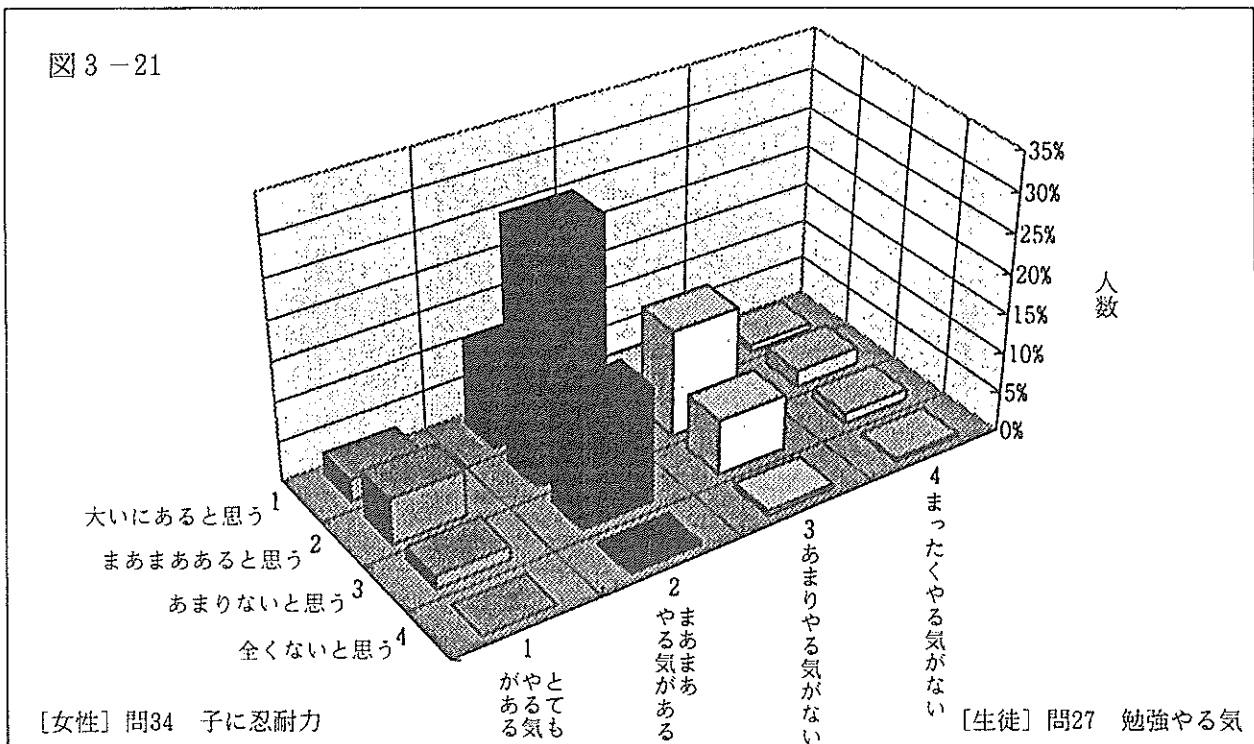 図3－21
35%
30%
25%
20%
15%
10%
5%
0%
人数
1
大いにあると思う
2
まあまああると思う
3
あまりないと思う
4
全くないと思う
1
とても
やる気
がある
2
まあまあ
やる気がある
3
あまりやる気がない
4
まったくやる気がない
［女性］問34　子に忍耐力
［生徒］問27　勉強やる気